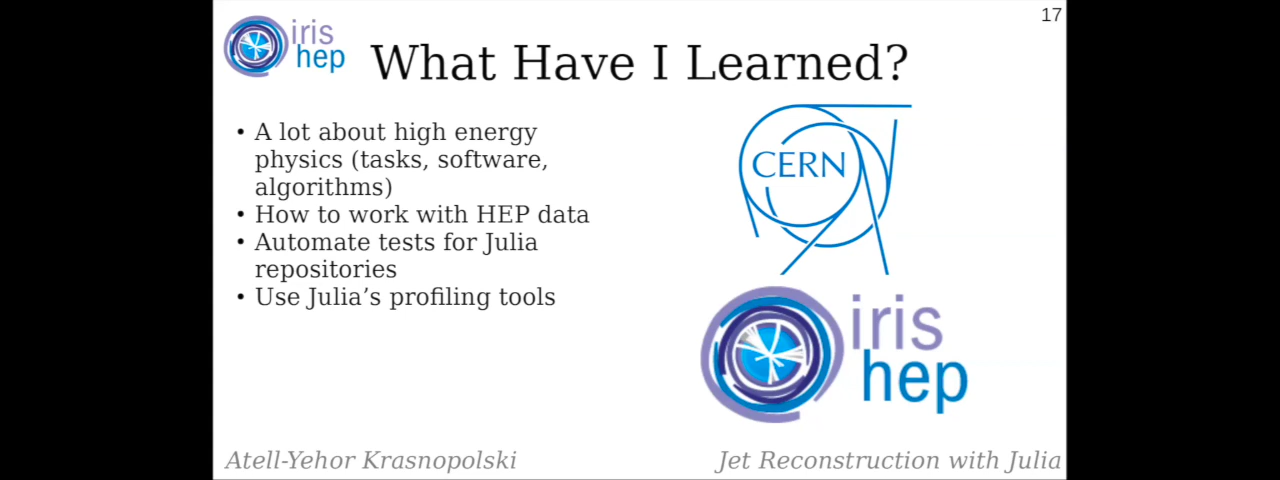 17
iris
hep
What Have I Learned?
• A lot about high energy
physics (tasks, software,
algorithms)
• How to work with HEP data
• Automate tests for Julia
repositories
• Use Julia’s profiling tools
CERN
iris
hep
Atell-Yehor Krasnopolski
Jet Reconstruction with Julia